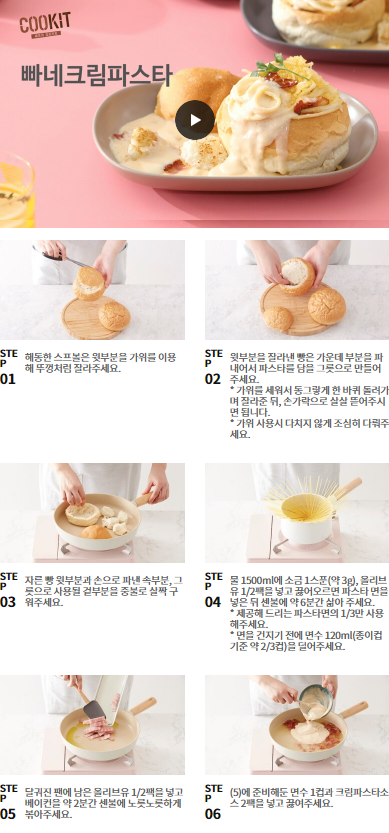 COOKIT
빠네크림파스타
STEP 01
해동한 스프볼은 윗부분을 가위를 이용
해 뚜껑처럼 잘라주세요.
STEP 02
윗부분을 잘라낸 빵은 가운데 부분을 파
내어서 파스타를 담을 그릇으로 만들어
주세요.
* 가위를 세워서 동그랗게 한 바퀴 돌려가
며 잘라준 뒤, 손가락으로 살살 뜯어주시
면 됩니다.
* 가위 사용시 다치지 않게 조심히 다뤄주
세요.
STEP 03
자른 빵 윗부분과 손으로 파낸 속부분, 그
릇으로 사용될 겉부분을 중불로 살짝 구
워주세요.
STEP 04
물 1500ml에 소금 1스푼(약 3g), 올리브
유 1/2팩을 넣고 끓어오르면 파스타 면을
넣은 뒤 센불에 약 6분간 삶아 주세요.
* 제공해 드리는 파스타면의 1/3만 사용
해주세요.
* 면을 건지기 전에 면수 120ml(종이컵
기준 약 2/3컵)을 덜어주세요.
STEP 05
달궈진 팬에 남은 올리브유 1/2팩을 넣고
베이컨을 약 2분간 센불에 노릇노릇하게
볶아주세요.
STEP 06
(5)에 준비해둔 면수 1컵과 크림파스타소
스 2팩을 넣고 끓여주세요.